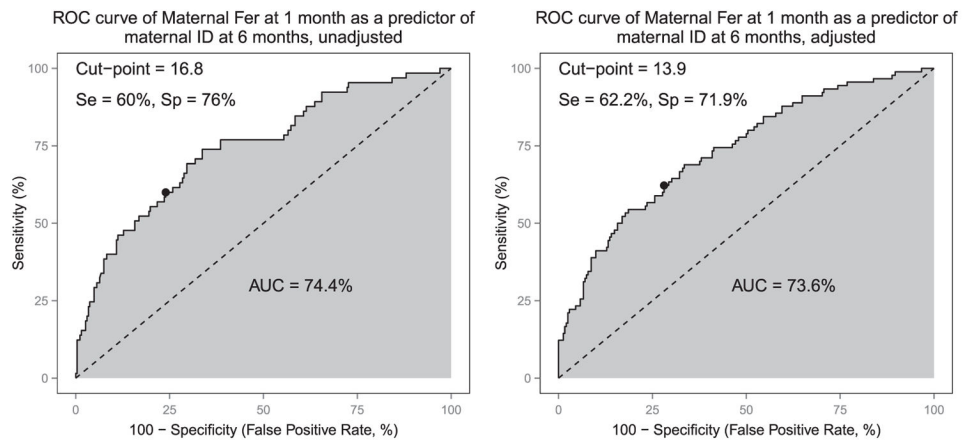 ROC curve of Maternal Fer at 1 month as a predictor of
maternal ID at 6 months, unadjusted
100
75
50
25
0
Sensitivity (%)
Cut−point = 16.8
Se = 60%, Sp = 76%
AUC = 74.4%
0 25 50 75 100
100 − Specificity (False Positive Rate, %)
ROC curve of Maternal Fer at 1 month as a predictor of
maternal ID at 6 months, adjusted
100
75
50
25
0
Sensitivity (%)
Cut−point = 13.9
Se = 62.2%, Sp = 71.9%
AUC = 73.6%
0 25 50 75 100
100 − Specificity (False Positive Rate, %)